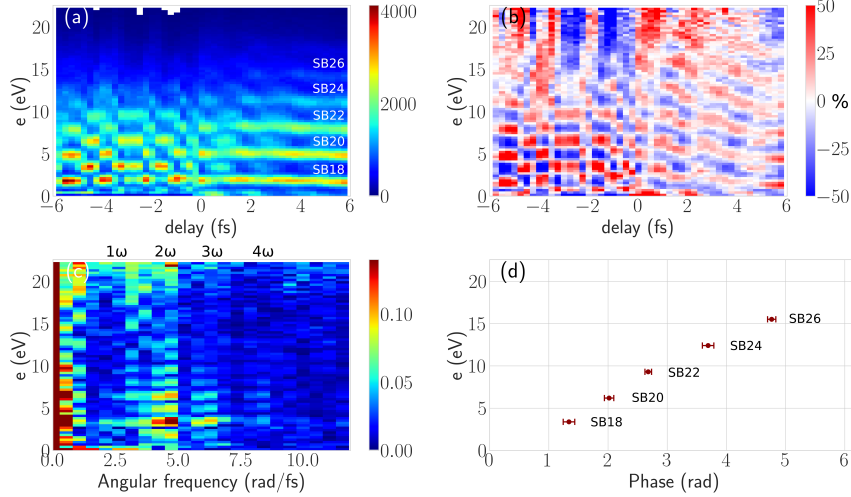 (a)
e (eV)
20
15
10
5
0
SB26
SB24
SB22
SB20
SB18
−6 −4 −2 0 2 4 6
delay (fs)
4000
2000
0
(b)
e (eV)
20
15
10
5
0
−6 −4 −2 0 2 4 6
delay (fs)
50
25
0 %
−25
−50
1ω 2ω 3ω 4ω
(c)
e (eV)
20
15
10
5
0
0.0 2.5 5.0 7.5 10.0
Angular frequency (rad/fs)
0.10
0.05
0.00
(d)
e (eV)
20
15
10
5
0
SB26
SB24
SB22
SB20
SB18
0 1 2 3 4 5 6
Phase (rad)